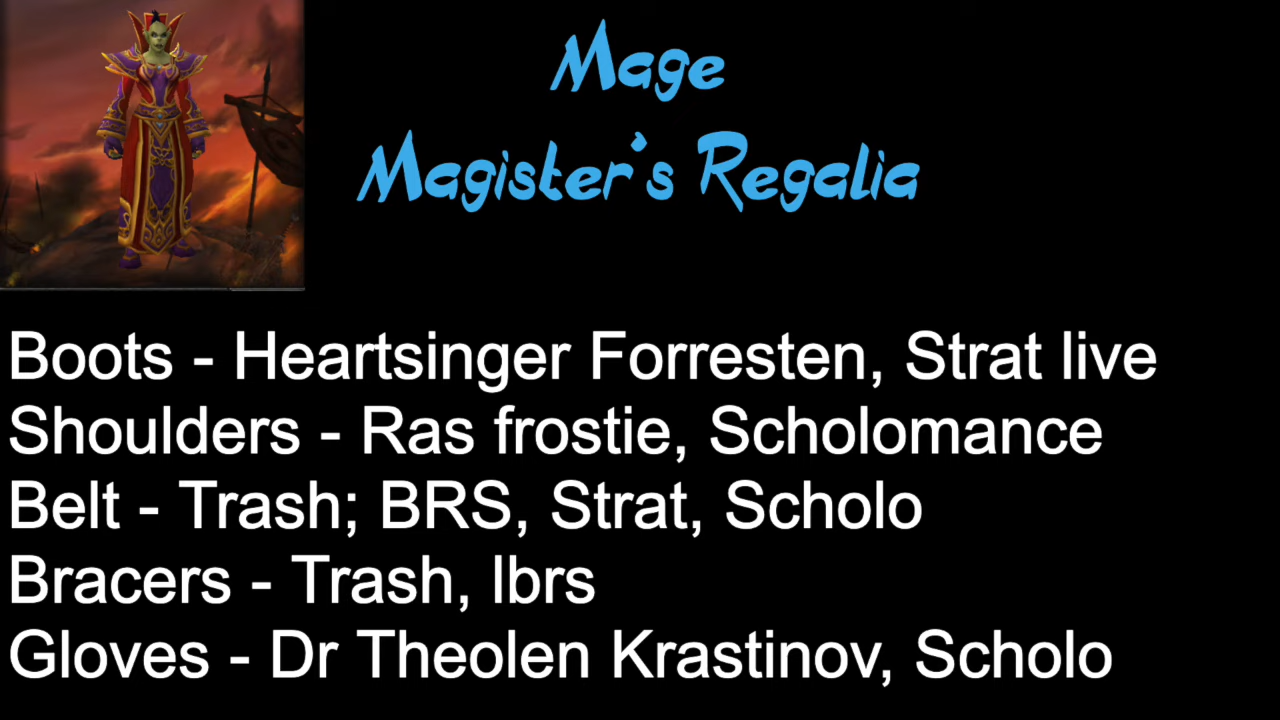 Mage
Magister's Regalia
Boots - Heartsinger Forresten, Strat live
Shoulders - Ras frostie, Scholomance
Belt - Trash; BRS, Strat, Scholo
Bracers - Trash, lbrs
Gloves - Dr Theolen Krastinov, Scholo